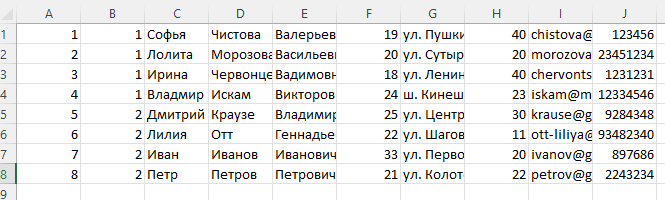 A B C D E F G H I J
1 1 1 Софья Чистова Валерьев 19 ул. Пушки 40 chistova@ 123456
2 2 1 Лолита Морозова Васильев 20 ул. Сутыр 20 morozova 23451234
3 3 1 Ирина Червонце Вадимовн 18 ул. Ленин 40 chervonts 1231231
4 4 1 Владмир Искам Викторов 24 ш. Кинеш 23 iskam@m 12334546
5 5 2 Дмитрий Краузе Владимир 25 ул. Центр 30 krause@g 9284348
6 6 2 Лилия Отт Геннадье 22 ул. Шагов 11 ott-liliya@ 93482340
7 7 2 Иван Иванов Иванович 33 ул. Перво 20 ivanov@g 897686
8 8 2 Петр Петров Петрович 21 ул. Колот 22 petrov@g 2243234
9